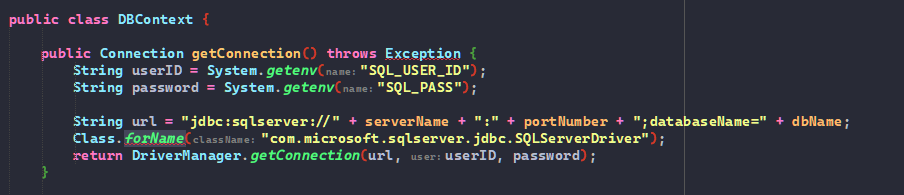 public class DBContext {
public Connection getConnection() throws Exception {
String userID = System.getenv( name: "SQL_USER_ID");
String password = System.getenv( name: "SQL_PASS");
String url = "jdbc:sqlserver://" + serverName + ":" + portNumber + ";databaseName=" + dbName;
Class.forName( className: "com.microsoft.sqlserver.jdbc.SQLServerDriver");
return DriverManager.getConnection(url, user: userID, password);
}